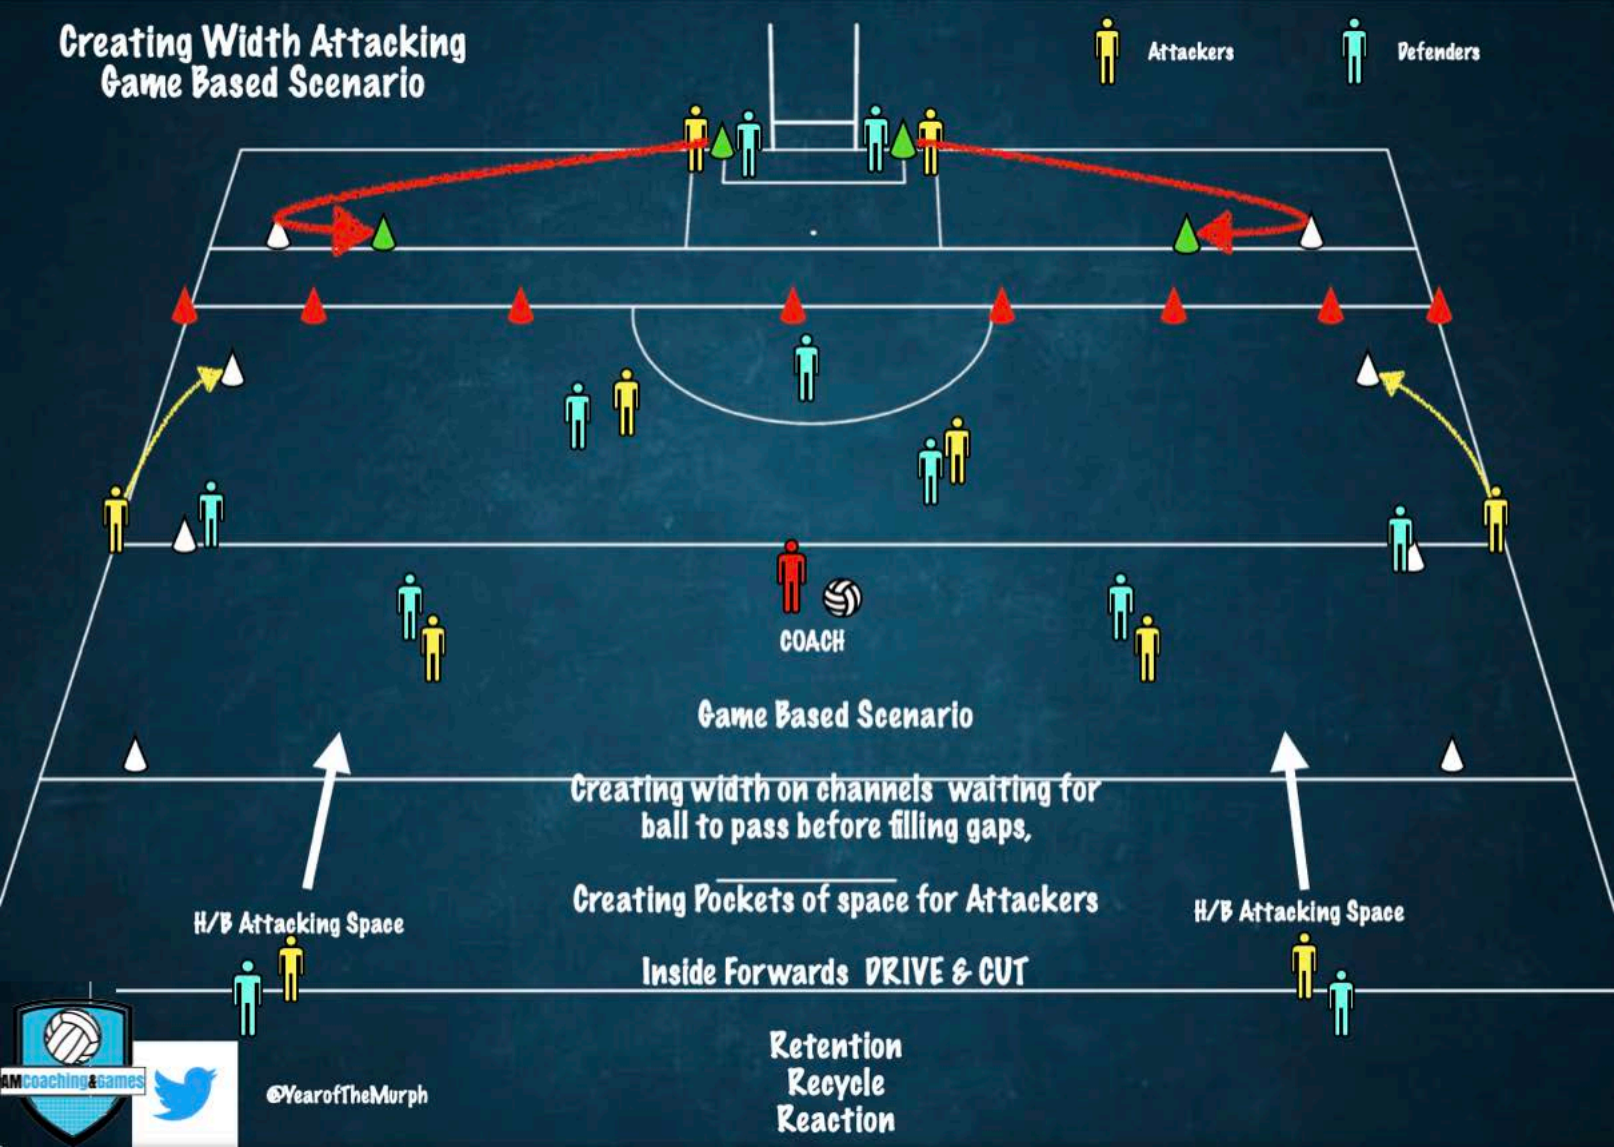 Creating Width Attacking
Game Based Scenario
Attackers
Defenders
COACH
Game Based Scenario
Creating width on channels waiting for
ball to pass before filling gaps,
Creating Pockets of space for Attackers
H/B Attacking Space
H/B Attacking Space
Inside Forwards DRIVE & CUT
Retention
Recycle
Reaction
AMCoaching&Games
@YearofTheMurph